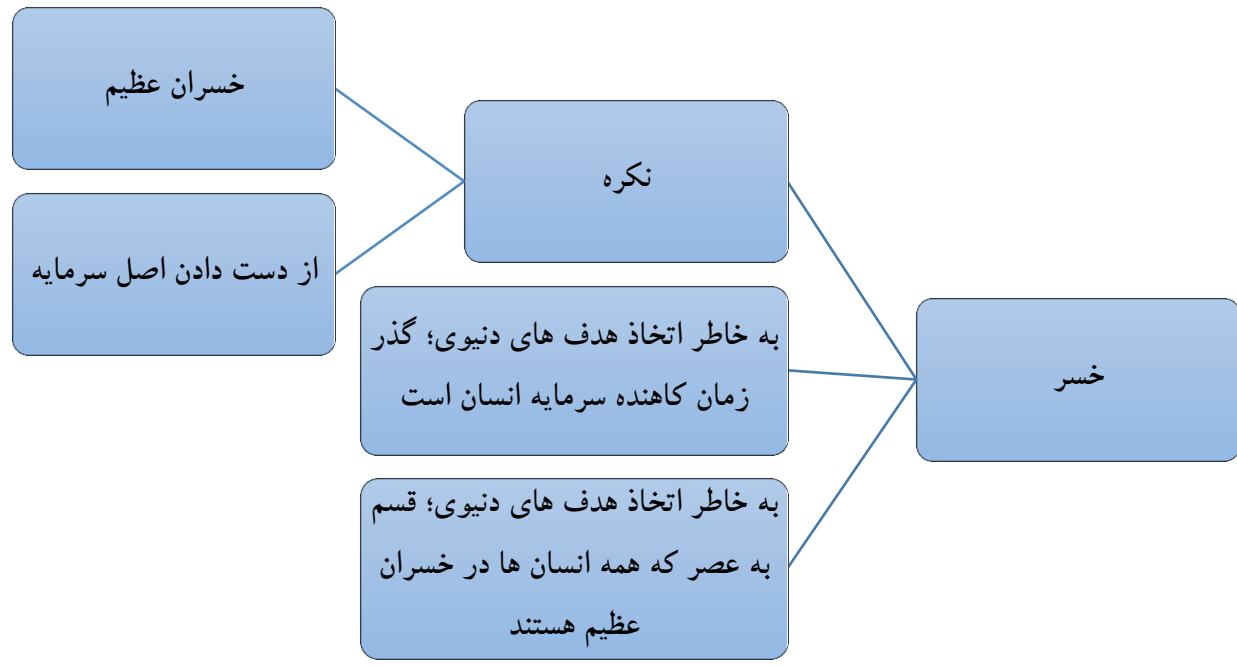 خسر
نکره
خسران عظیم
از دست دادن اصل سرمایه
به خاطر اتخاذ هدف های دنیوی؛ گذر
زمان کاهنده سرمایه انسان است
به خاطر اتخاذ هدف های دنیوی؛ قسم
به عصر که همه انسان ها در خسران
عظیم هستند